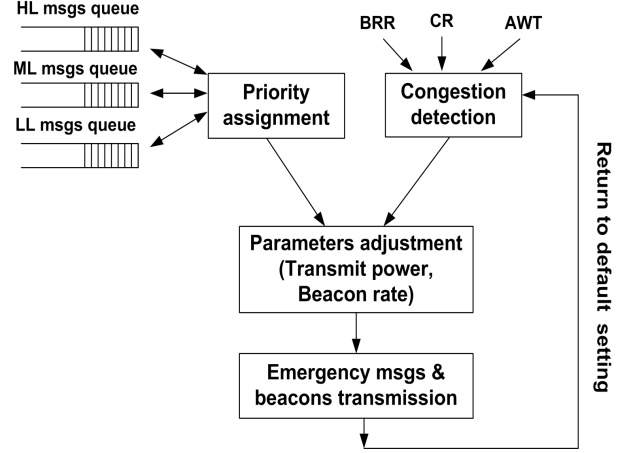 HL msgs queue
ML msgs queue
LL msgs queue
BRR
CR
AWT
Priority
assignment
Congestion
detection
Parameters adjustment
(Transmit power,
Beacon rate)
Emergency msgs &
beacons transmission
Return to default setting